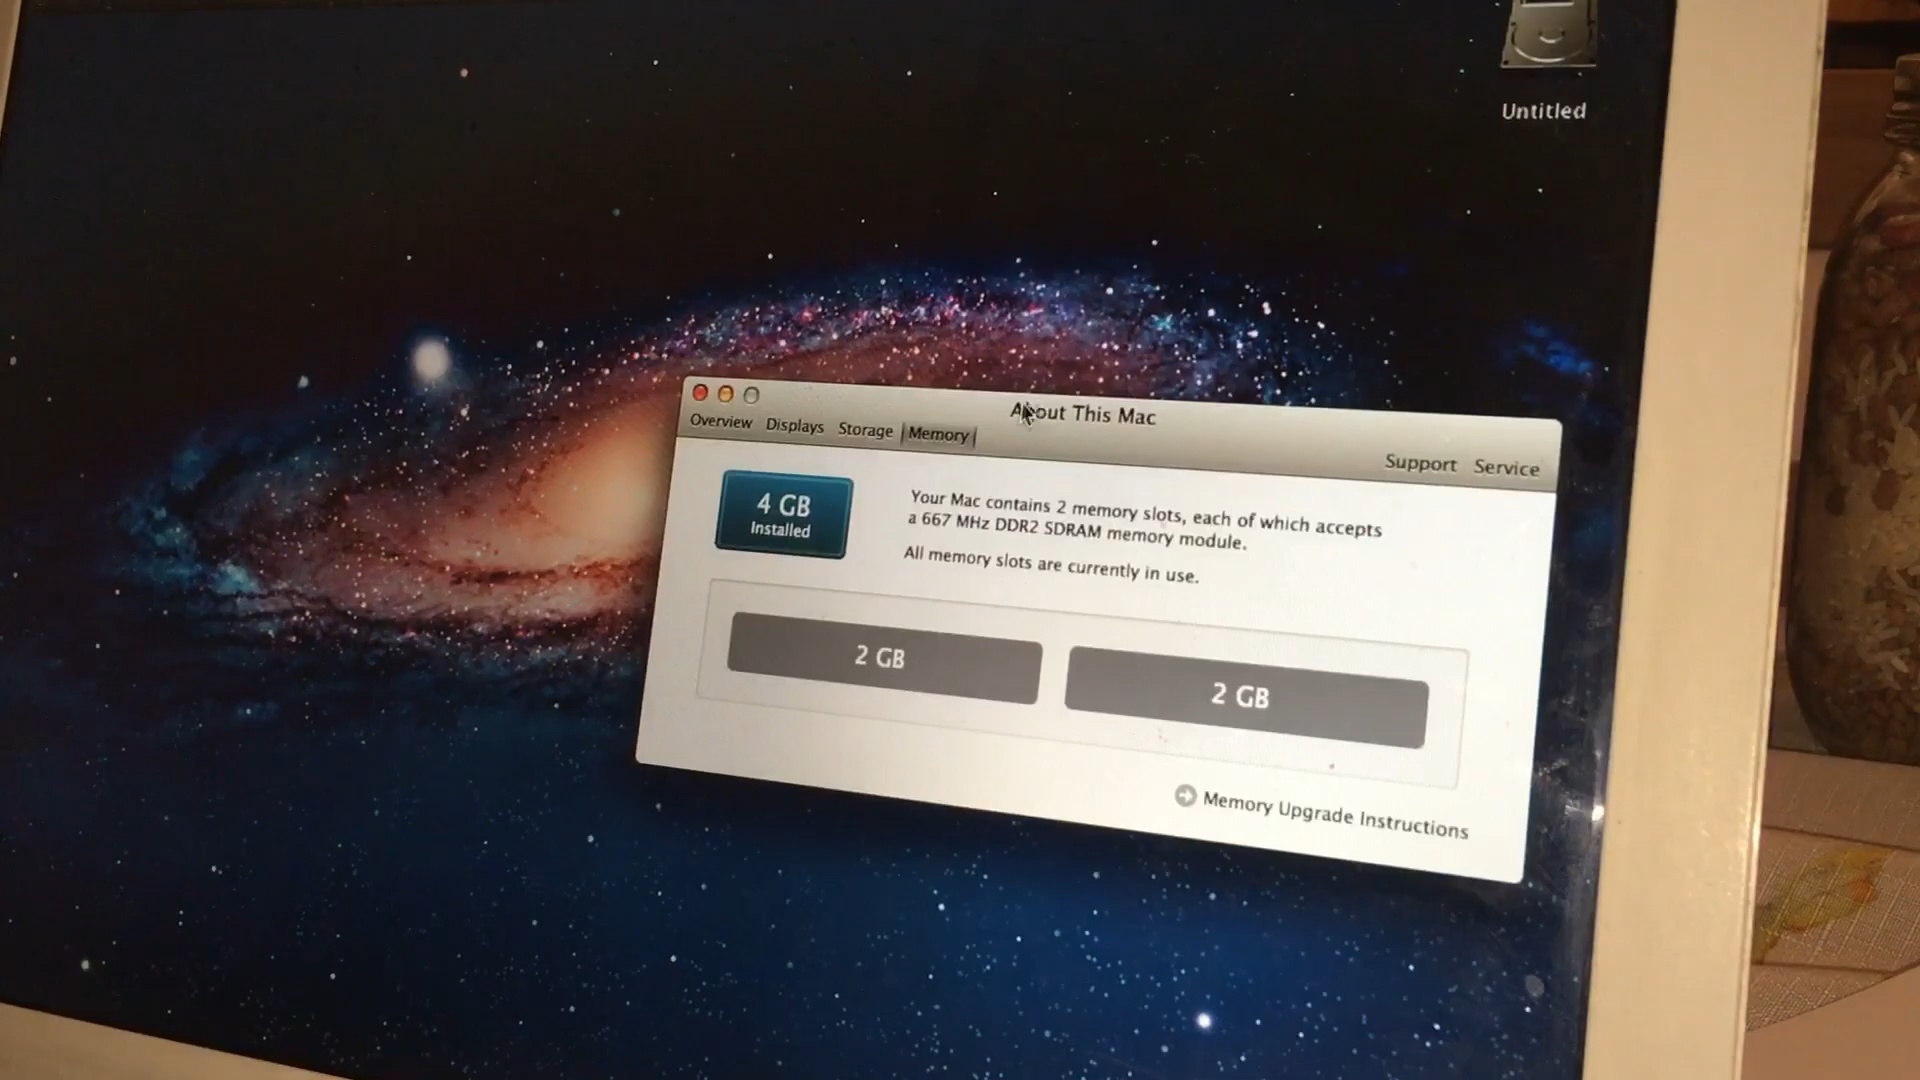 Untitled
About This Mac
Overview Displays Storage Memory
Support Service
4 GB
Installed
Your Mac contains 2 memory slots, each of which accepts
a 667 MHz DDR2 SDRAM memory module.
All memory slots are currently in use.
2 GB
2 GB
Memory Upgrade Instructions